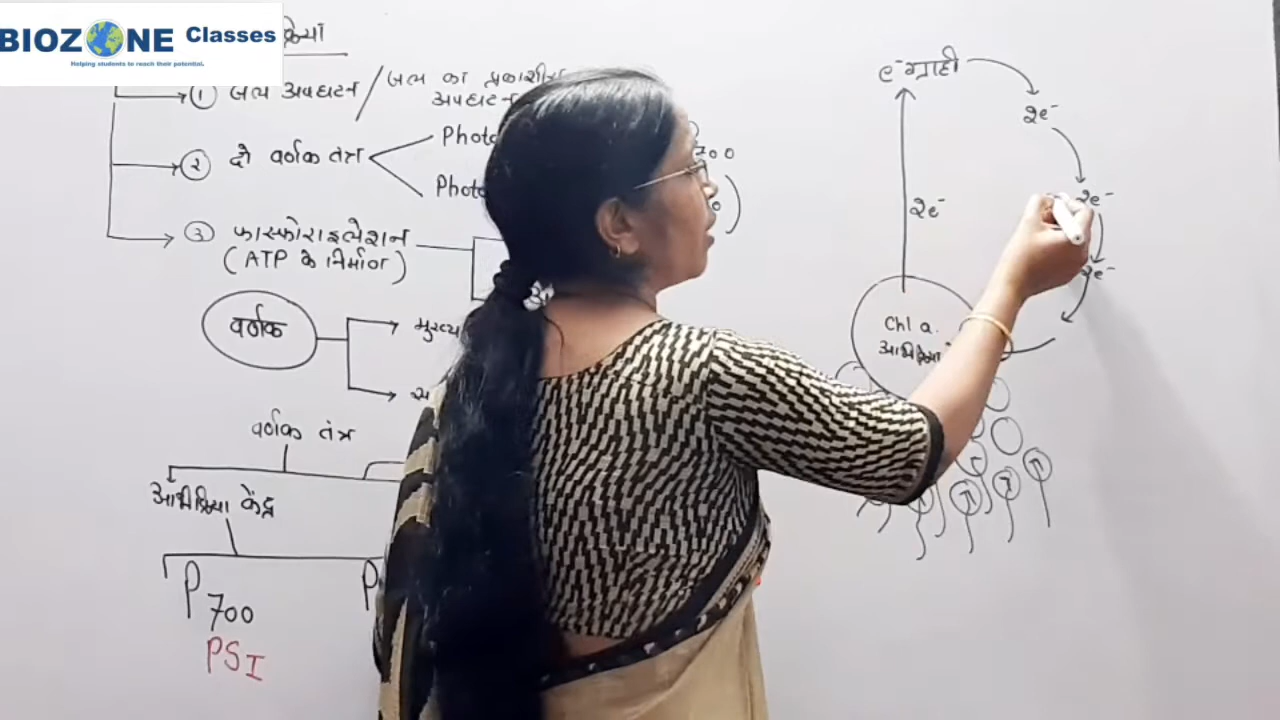 BIOZONE Classes
Helping students to reach their potential.
① जल अपघटन / जल का प्रकाशीय
अपघटन
② दो वर्णक तंत्र
Photo
700
Photo
③ फास्फोराइलेशन
(ATP के निर्माण)
वर्णक
मुख्य
वर्णक तंत्र
अभिक्रिया केंद्र
P700
PSI
e⁻ग्राही
2e⁻
2e⁻
2e⁻
2e⁻
Chl a.